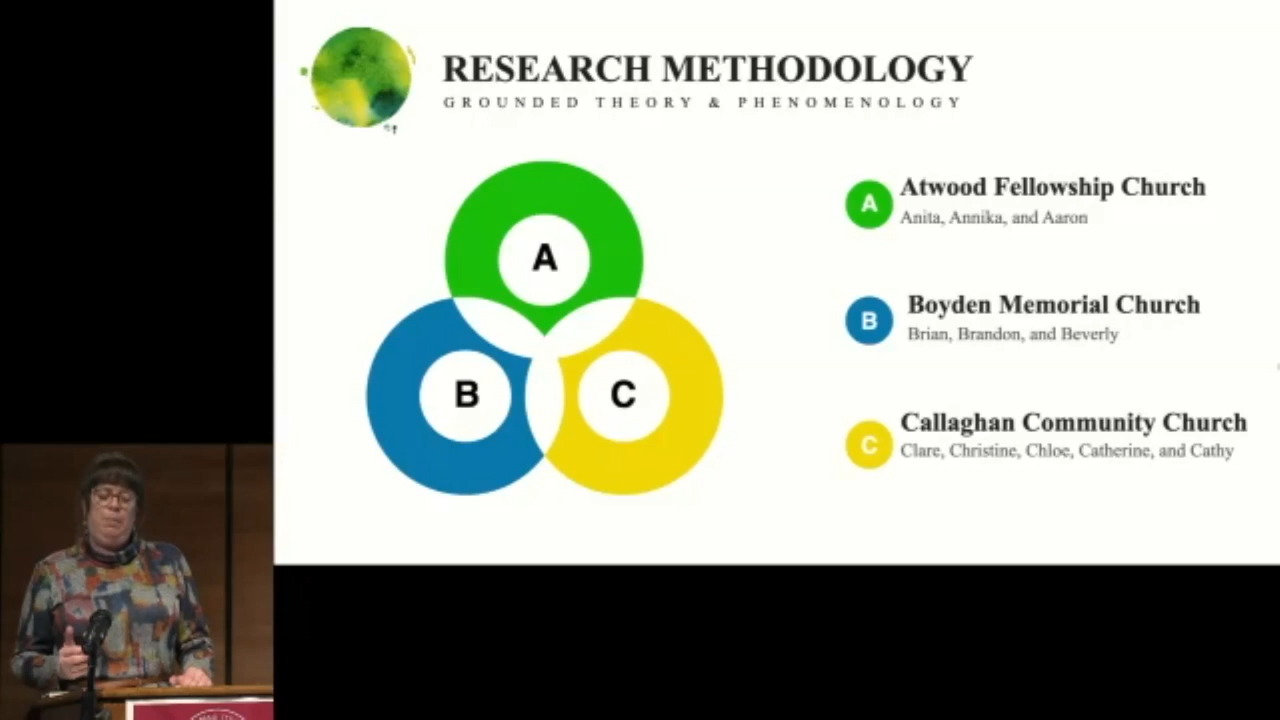 RESEARCH METHODOLOGY
GROUNDED THEORY & PHENOMENOLOGY
A
B
C
A
Atwood Fellowship Church
Anita, Annika, and Aaron
B
Boyden Memorial Church
Brian, Brandon, and Beverly
C
Callaghan Community Church
Clare, Christine, Chloe, Catherine, and Cathy